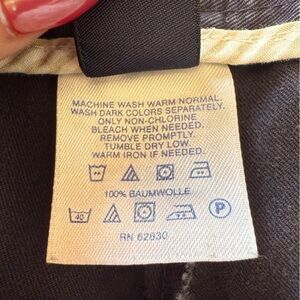 MACHINE WASH WARM NORMAL.
WASH DARK COLORS SEPARATELY.
ONLY NON-CHLORINE
BLEACH WHEN NEEDED.
REMOVE PROMPTLY.
TUMBLE DRY LOW.
WARM IRON IF NEEDED.
100% BAUMWOLLE
40 P
RN 62630